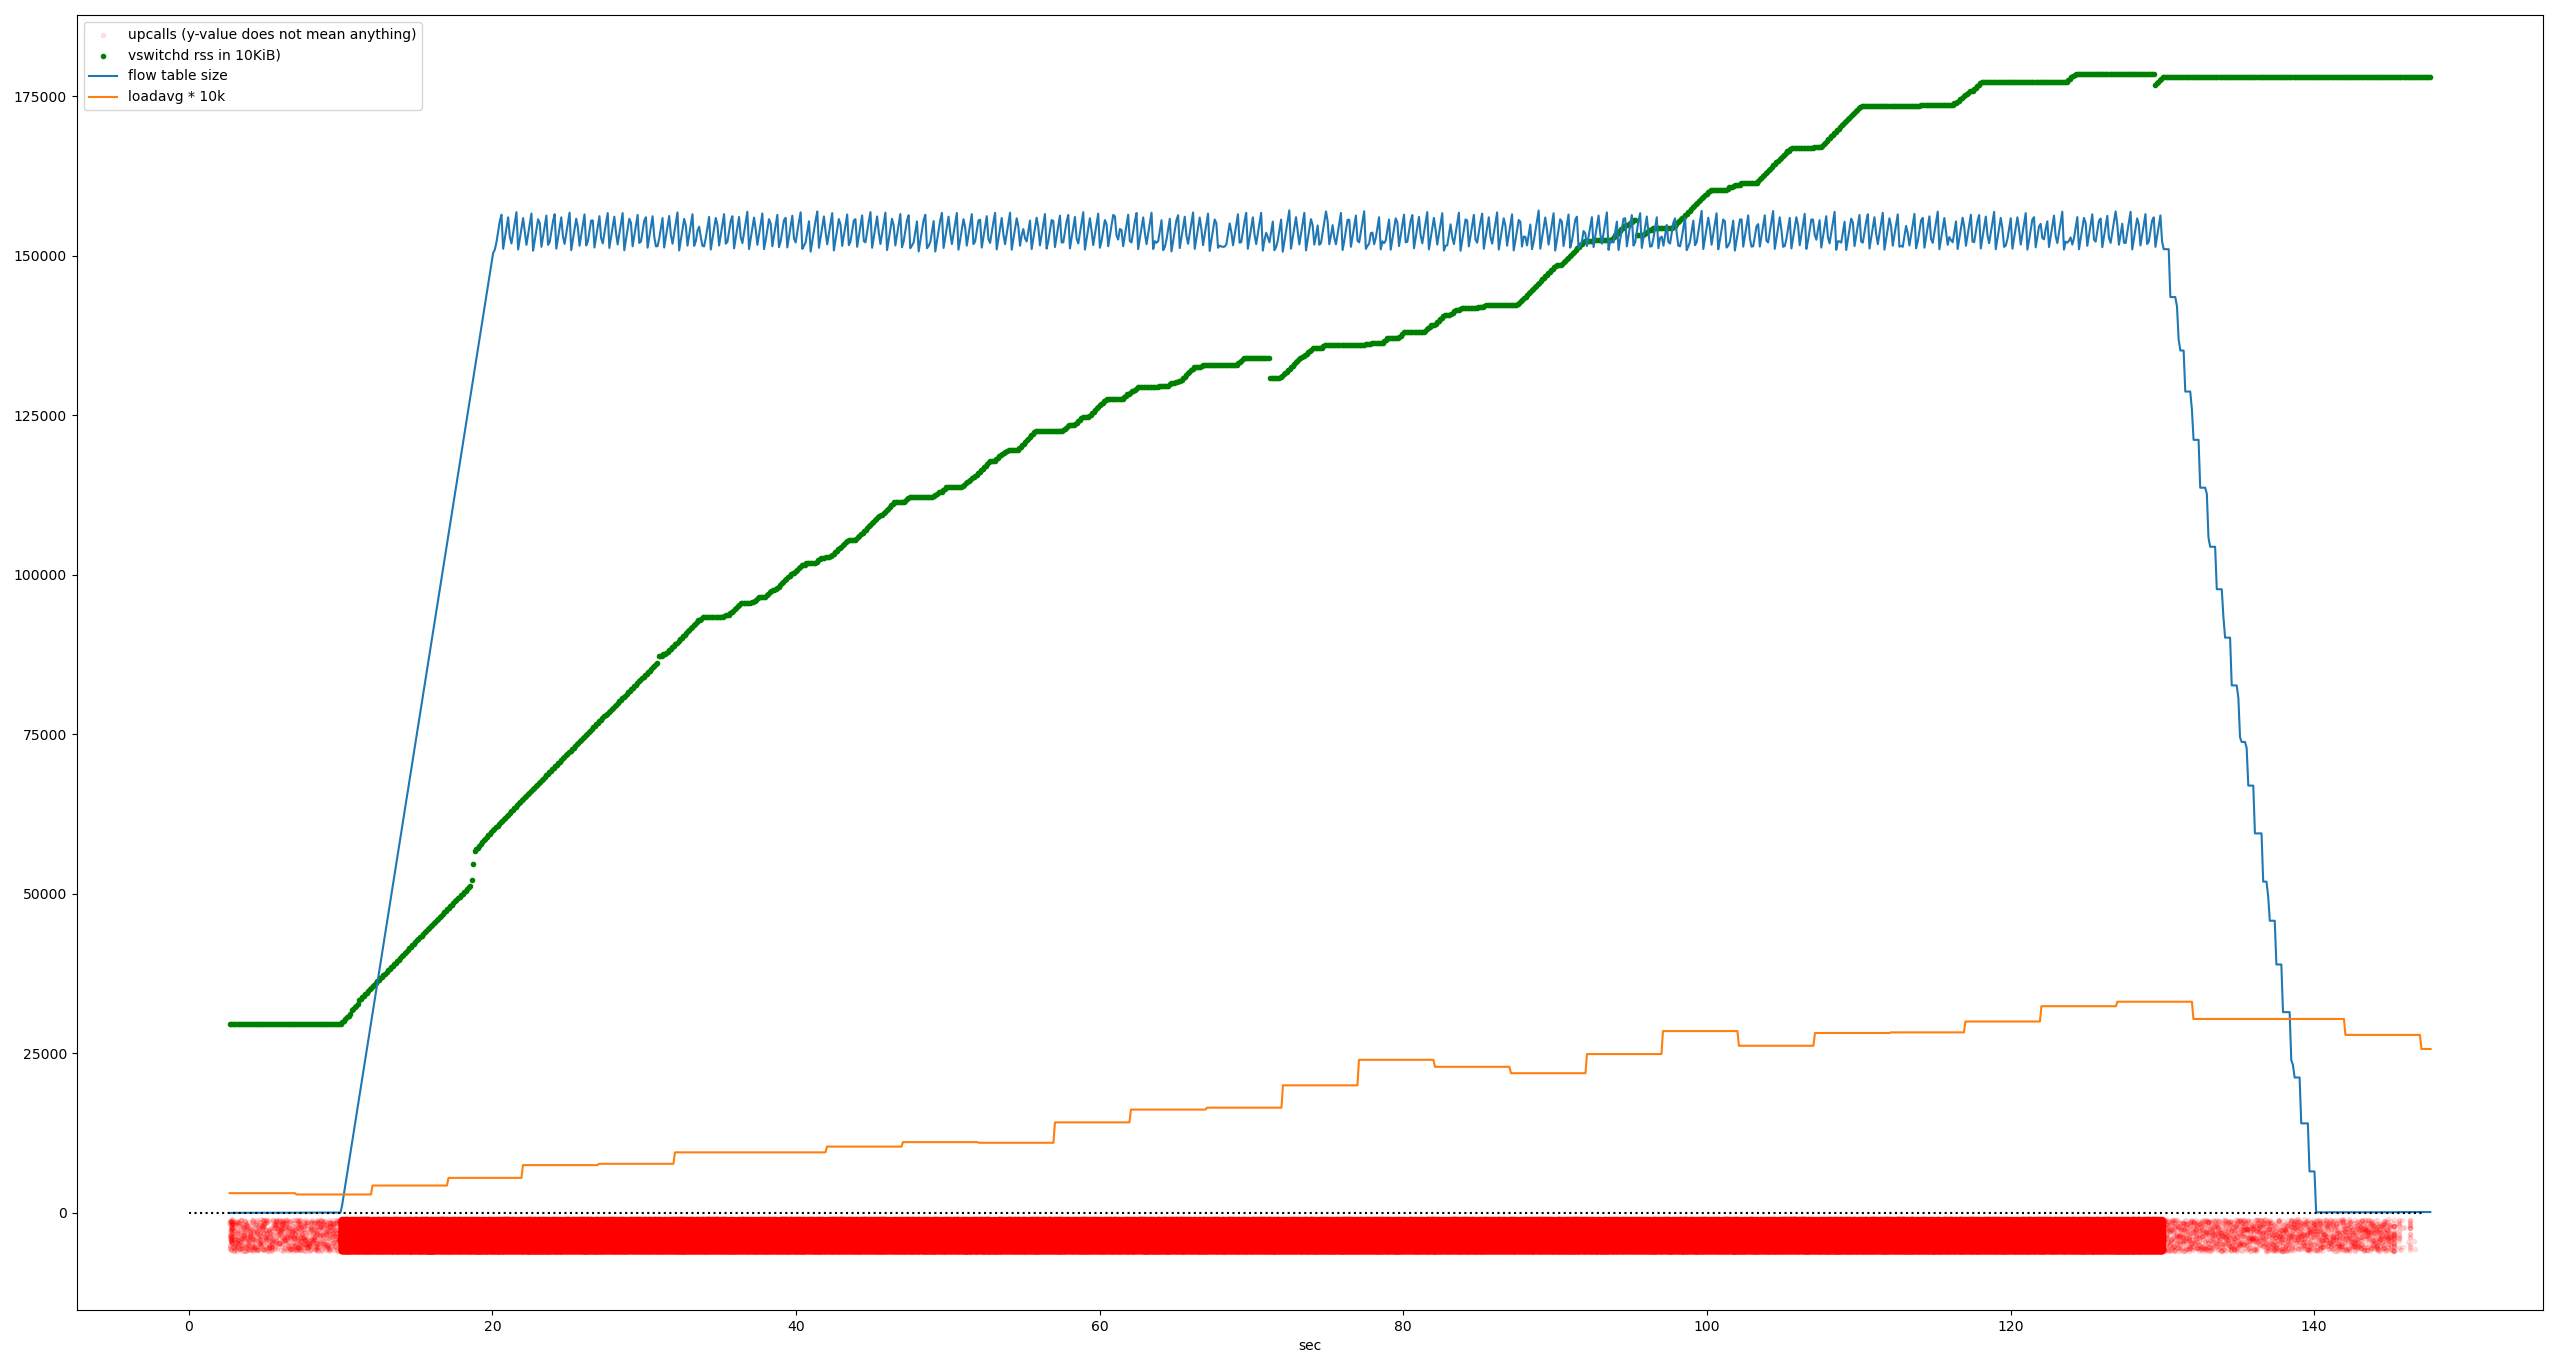 upcalls (y-value does not mean anything)
vswitchd rss in 10KiB)
flow table size
loadavg * 10k
175000
150000
125000
100000
75000
50000
25000
0
0 20 40 60 80 100 120 140
sec